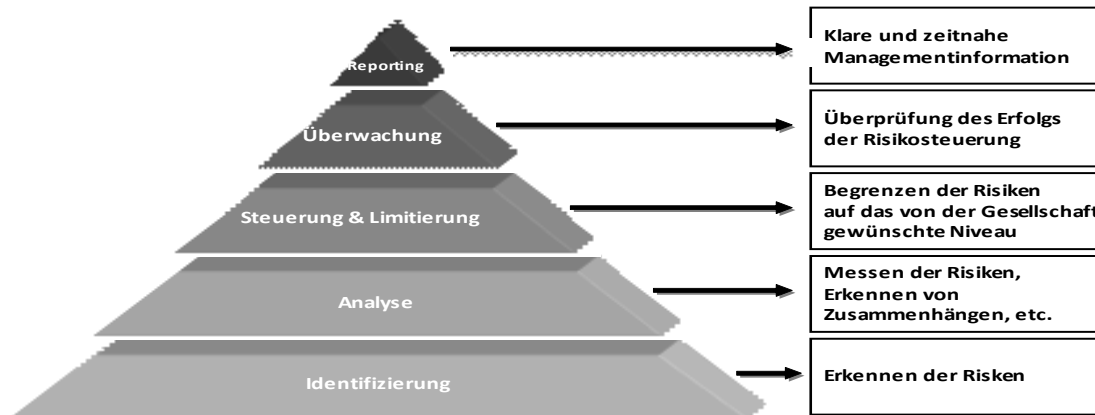 Reporting
Klare und zeitnahe
Managementinformation
Überwachung
Überprüfung des Erfolgs
der Risikosteuerung
Steuerung & Limitierung
Begrenzen der Risiken
auf das von der Gesellschaft
gewünschte Niveau
Analyse
Messen der Risiken,
Erkennen von
Zusammenhängen, etc.
Identifizierung
Erkennen der Risken